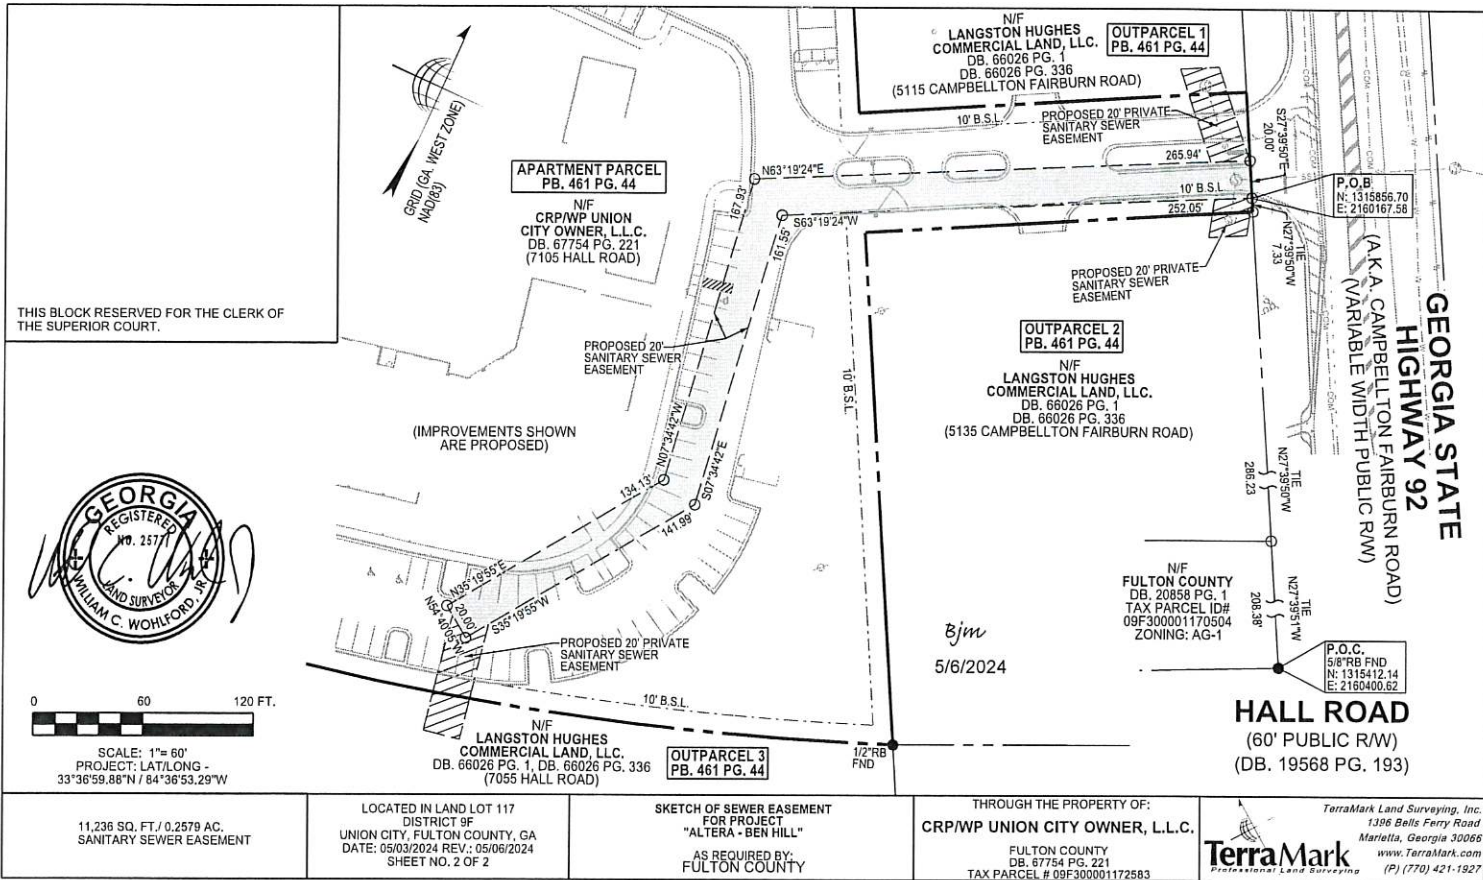 THIS BLOCK RESERVED FOR THE CLERK OF
THE SUPERIOR COURT.
GRID (GA. WEST ZONE)
NAD(83)
APARTMENT PARCEL
PB. 461 PG. 44
N/F
CRP/WP UNION
CITY OWNER, L.L.C.
DB. 67754 PG. 221
(7105 HALL ROAD)
N/F
LANGSTON HUGHES
COMMERCIAL LAND, LLC.
DB. 66026 PG. 1
DB. 66026 PG. 336
(5115 CAMPBELLTON FAIRBURN ROAD)
OUTPARCEL 1
PB. 461 PG. 44
10' B.S.L.
PROPOSED 20' PRIVATE
SANITARY SEWER
EASEMENT
N63°19'24"E
265.94'
S27°39'50"E
20.00'
10' B.S.L.
S63°19'24"W
252.05'
P.O.B
N: 1315856.70
E: 2160167.58
TIE
N27°39'50"W
7.33
167.93'
161.55'
PROPOSED 20' PRIVATE
SANITARY SEWER
EASEMENT
PROPOSED 20'
SANITARY SEWER
EASEMENT
OUTPARCEL 2
PB. 461 PG. 44
N/F
LANGSTON HUGHES
COMMERCIAL LAND, LLC.
DB. 66026 PG. 1
DB. 66026 PG. 336
(5135 CAMPBELLTON FAIRBURN ROAD)
10' B.S.L.
GEORGIA STATE
HIGHWAY 92
(A.K.A. CAMPBELLTON FAIRBURN ROAD)
(VARIABLE WIDTH PUBLIC R/W)
COM
COM
COM
COM
(IMPROVEMENTS SHOWN
ARE PROPOSED)
N07°34'42"W
S07°34'42"E
134.13'
141.99'
N35°19'55"E
S35°19'55"W
N54°40'05"W
20.00'
TIE
N27°39'50"W
286.23
N/F
FULTON COUNTY
DB. 20858 PG. 1
TAX PARCEL ID#
09F300001170504
ZONING: AG-1
TIE
N27°39'51"W
208.38'
P.O.C.
5/8"RB FND
N: 1315412.14
E: 2160400.62
Bjm
5/6/2024
GEORGIA
REGISTERED
NO. 2577
LAND SURVEYOR
WILLIAM C. WOHLFORD, JR
PROPOSED 20' PRIVATE
SANITARY SEWER
EASEMENT
10' B.S.L.
HALL ROAD
(60' PUBLIC R/W)
(DB. 19568 PG. 193)
0 60 120 FT.
SCALE: 1"= 60'
PROJECT: LAT/LONG -
33°36'59.88"N / 84°36'53.29"W
N/F
LANGSTON HUGHES
COMMERCIAL LAND, LLC.
DB. 66026 PG. 1, DB. 66026 PG. 336
(7055 HALL ROAD)
OUTPARCEL 3
PB. 461 PG. 44
1/2"RB
FND
11,236 SQ. FT./ 0.2579 AC.
SANITARY SEWER EASEMENT
LOCATED IN LAND LOT 117
DISTRICT 9F
UNION CITY, FULTON COUNTY, GA
DATE: 05/03/2024 REV.: 05/06/2024
SHEET NO. 2 OF 2
SKETCH OF SEWER EASEMENT
FOR PROJECT
"ALTERA - BEN HILL"
AS REQUIRED BY:
FULTON COUNTY
THROUGH THE PROPERTY OF:
CRP/WP UNION CITY OWNER, L.L.C.
FULTON COUNTY
DB. 67754 PG. 221
TAX PARCEL # 09F300001172583
TerraMark
Professional Land Surveying
TerraMark Land Surveying, Inc.
1396 Bells Ferry Road
Marietta, Georgia 30066
www.TerraMark.com
(P) (770) 421-1927